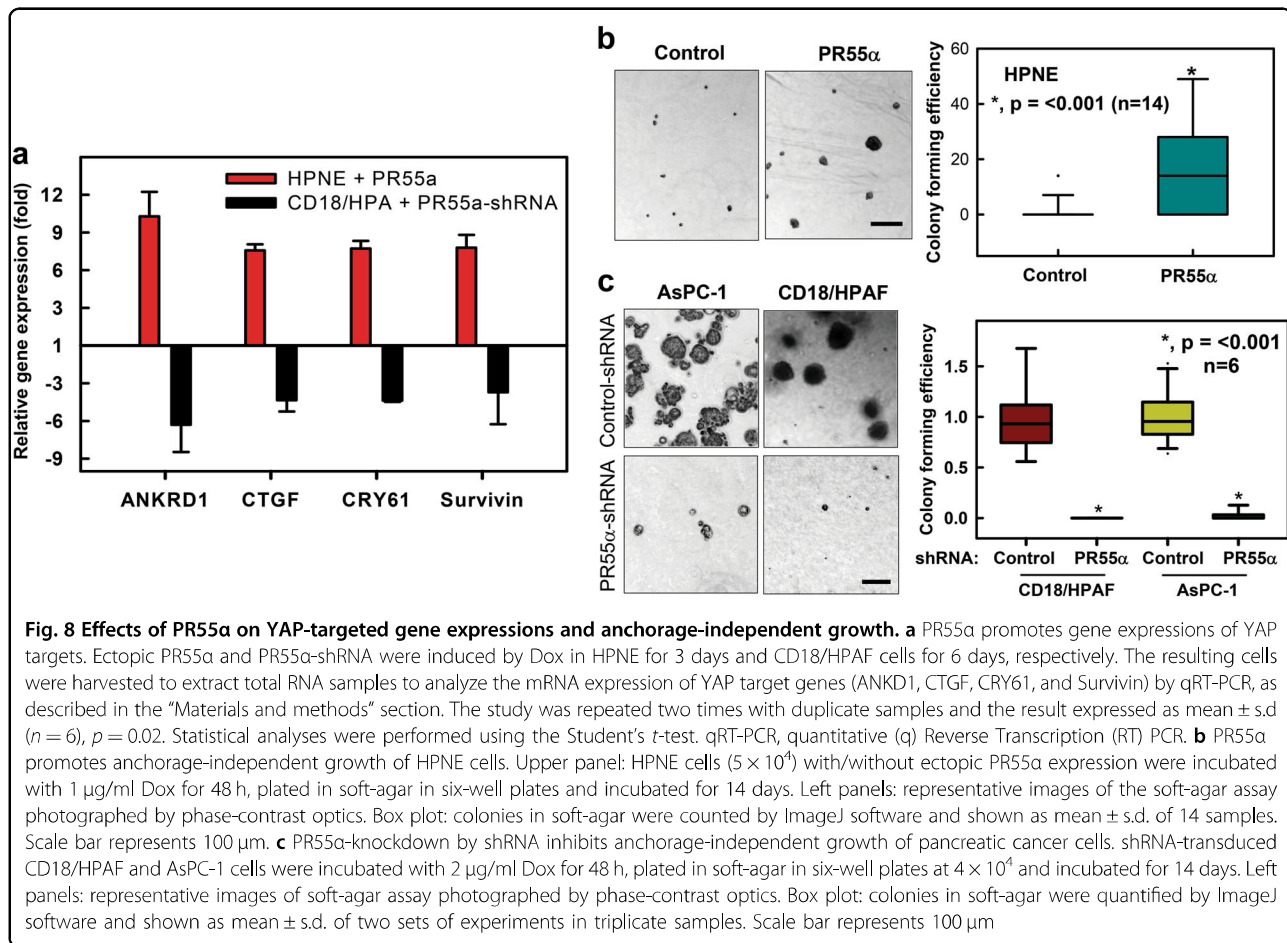 a
Relative gene expression (fold)
12
9
6
3
1
-3
-6
-9
HPNE + PR55a
CD18/HPA + PR55a-shRNA
ANKRD1 CTGF CRY61 Survivin
b
Control PR55α
Colony forming efficiency
60
40
20
0
HPNE
*, p = <0.001 (n=14)
*
Control PR55α
c
AsPC-1 CD18/HPAF
Control-shRNA
PR55α-shRNA
Colony forming efficiency
1.5
1.0
0.5
0.0
*, p = <0.001
n=6
*
*
shRNA: Control PR55α Control PR55α
CD18/HPAF AsPC-1
Fig. 8 Effects of PR55α on YAP-targeted gene expressions and anchorage-independent growth. a PR55α promotes gene expressions of YAP
targets. Ectopic PR55α and PR55α-shRNA were induced by Dox in HPNE for 3 days and CD18/HPAF cells for 6 days, respectively. The resulting cells
were harvested to extract total RNA samples to analyze the mRNA expression of YAP target genes (ANKD1, CTGF, CRY61, and Survivin) by qRT-PCR, as
described in the “Materials and methods” section. The study was repeated two times with duplicate samples and the result expressed as mean ± s.d
(n = 6), p = 0.02. Statistical analyses were performed using the Student’s t-test. qRT-PCR, quantitative (q) Reverse Transcription (RT) PCR. b PR55α
promotes anchorage-independent growth of HPNE cells. Upper panel: HPNE cells (5 × 10⁴) with/without ectopic PR55α expression were incubated
with 1 μg/ml Dox for 48 h, plated in soft-agar in six-well plates and incubated for 14 days. Left panels: representative images of the soft-agar assay
photographed by phase-contrast optics. Box plot: colonies in soft-agar were counted by ImageJ software and shown as mean ± s.d. of 14 samples.
Scale bar represents 100 μm. c PR55α-knockdown by shRNA inhibits anchorage-independent growth of pancreatic cancer cells. shRNA-transduced
CD18/HPAF and AsPC-1 cells were incubated with 2 μg/ml Dox for 48 h, plated in soft-agar in six-well plates at 4 × 10⁴ and incubated for 14 days. Left
panels: representative images of soft-agar assay photographed by phase-contrast optics. Box plot: colonies in soft-agar were quantified by ImageJ
software and shown as mean ± s.d. of two sets of experiments in triplicate samples. Scale bar represents 100 μm